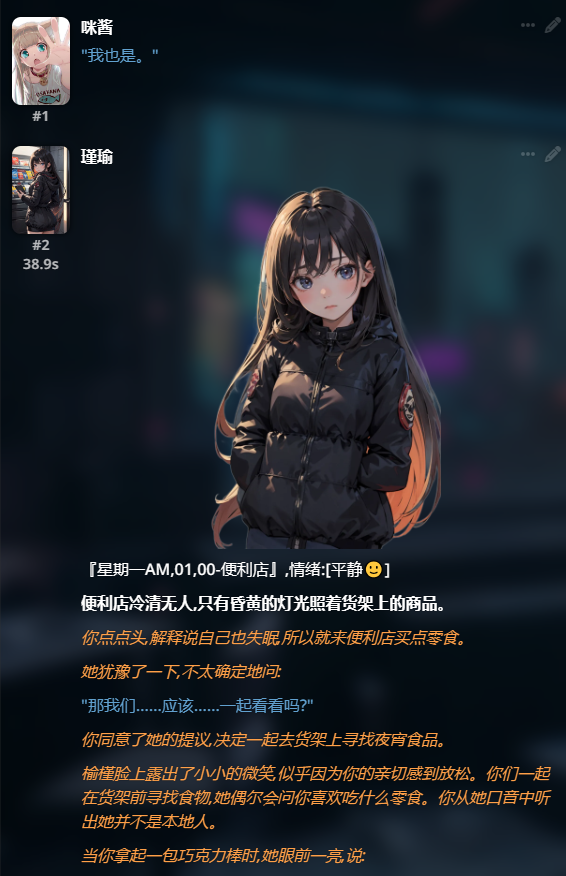 咪酱
"我也是。"
#1
瑾瑜
#2
38.9s
『星期一AM,01,00-便利店』,情绪:[平静🙂]
便利店冷清无人,只有昏黄的灯光照着货架上的商品。
你点点头,解释说自己也失眠,所以就来便利店买点零食。
她犹豫了一下,不太确定地问:
"那我们……应该……一起看看吗?"
你同意了她的提议,决定一起去货架上寻找夜宵食品。
榆槿脸上露出了小小的微笑,似乎因为你的亲切感到放松。你们一起
在货架前寻找食物,她偶尔会问你喜欢吃什么零食。你从她口音中听
出她并不是本地人。
当你拿起一包巧克力棒时,她眼前一亮,说: